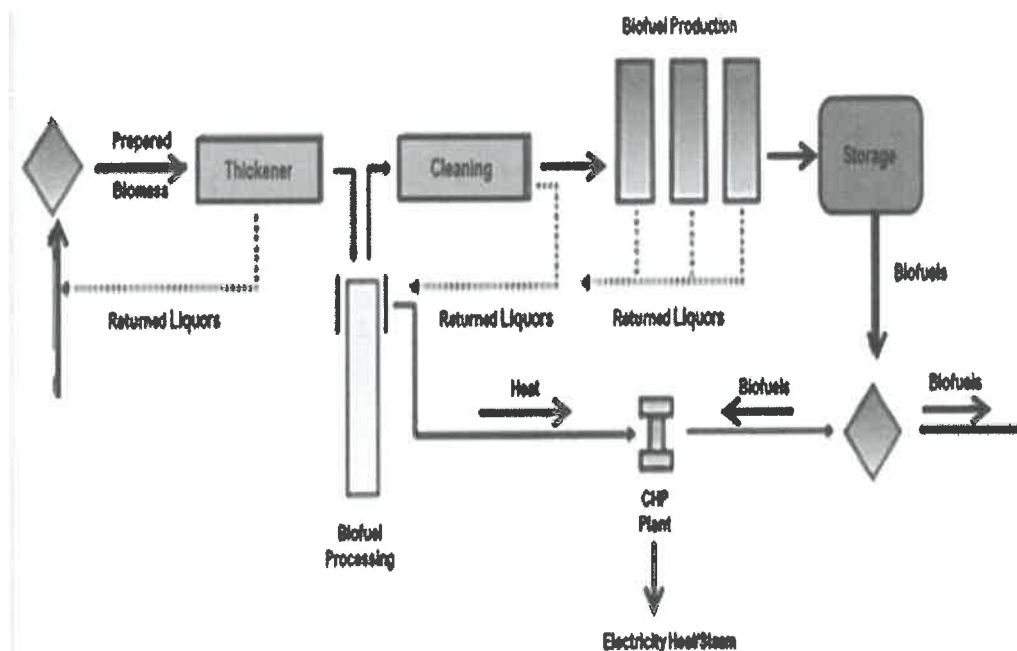 Biofuel Production
Prepared
Biomass
Thickener
Cleaning
Storage
Returned Liquors
Returned Liquors
Returned Liquors
Biofuels
Heat
Biofuels
Biofuels
CHP
Plant
Biofuel
Processing
Electricity Heat/Steam